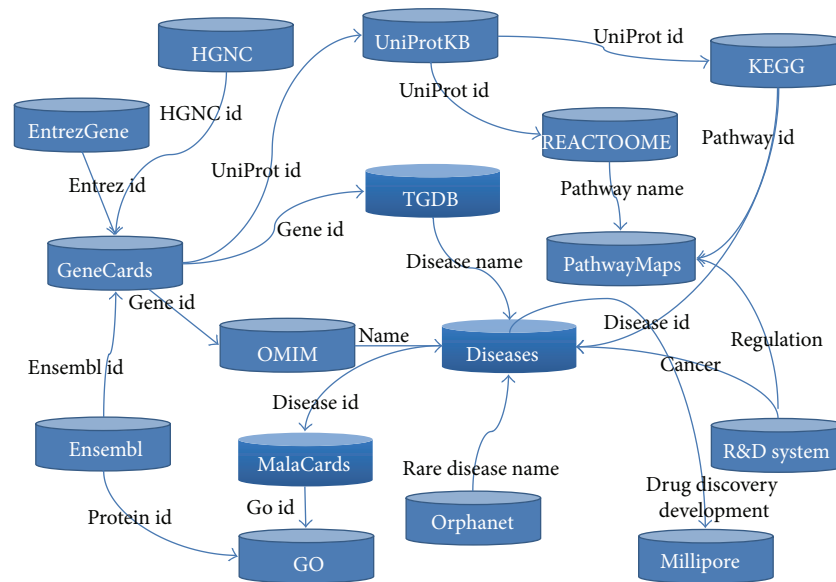 HGNC
UniProtKB
UniProt id
KEGG
EntrezGene
HGNC id
UniProt id
REACTOOME
Pathway id
Entrez id
UniProt id
TGDB
Pathway name
Gene id
GeneCards
Disease name
PathwayMaps
Gene id
OMIM
Name
Diseases
Disease id
Regulation
Cancer
Ensembl id
Disease id
Ensembl
MalaCards
R&D system
Rare disease name
Drug discovery
development
Protein id
Go id
Orphanet
GO
Millipore